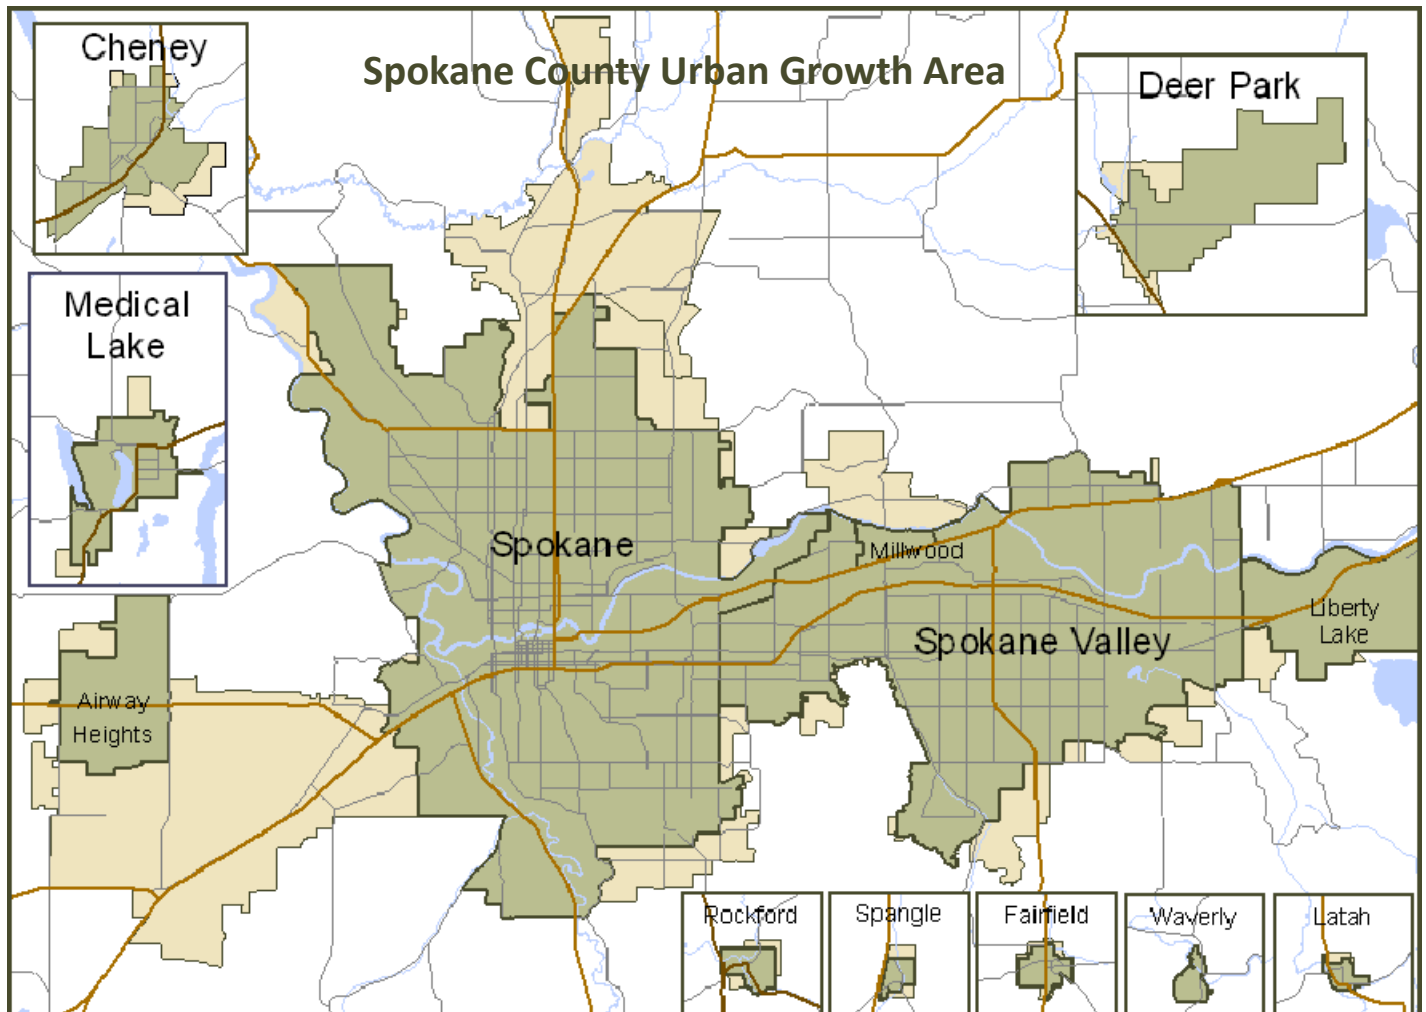 Spokane County Urban Growth Area
Cheney
Deer Park
Medical
Lake
Spokane
Millwood
Spokane Valley
Liberty
Lake
Airway
Heights
Rockford
Spangle
Fairfield
Waverly
Latah